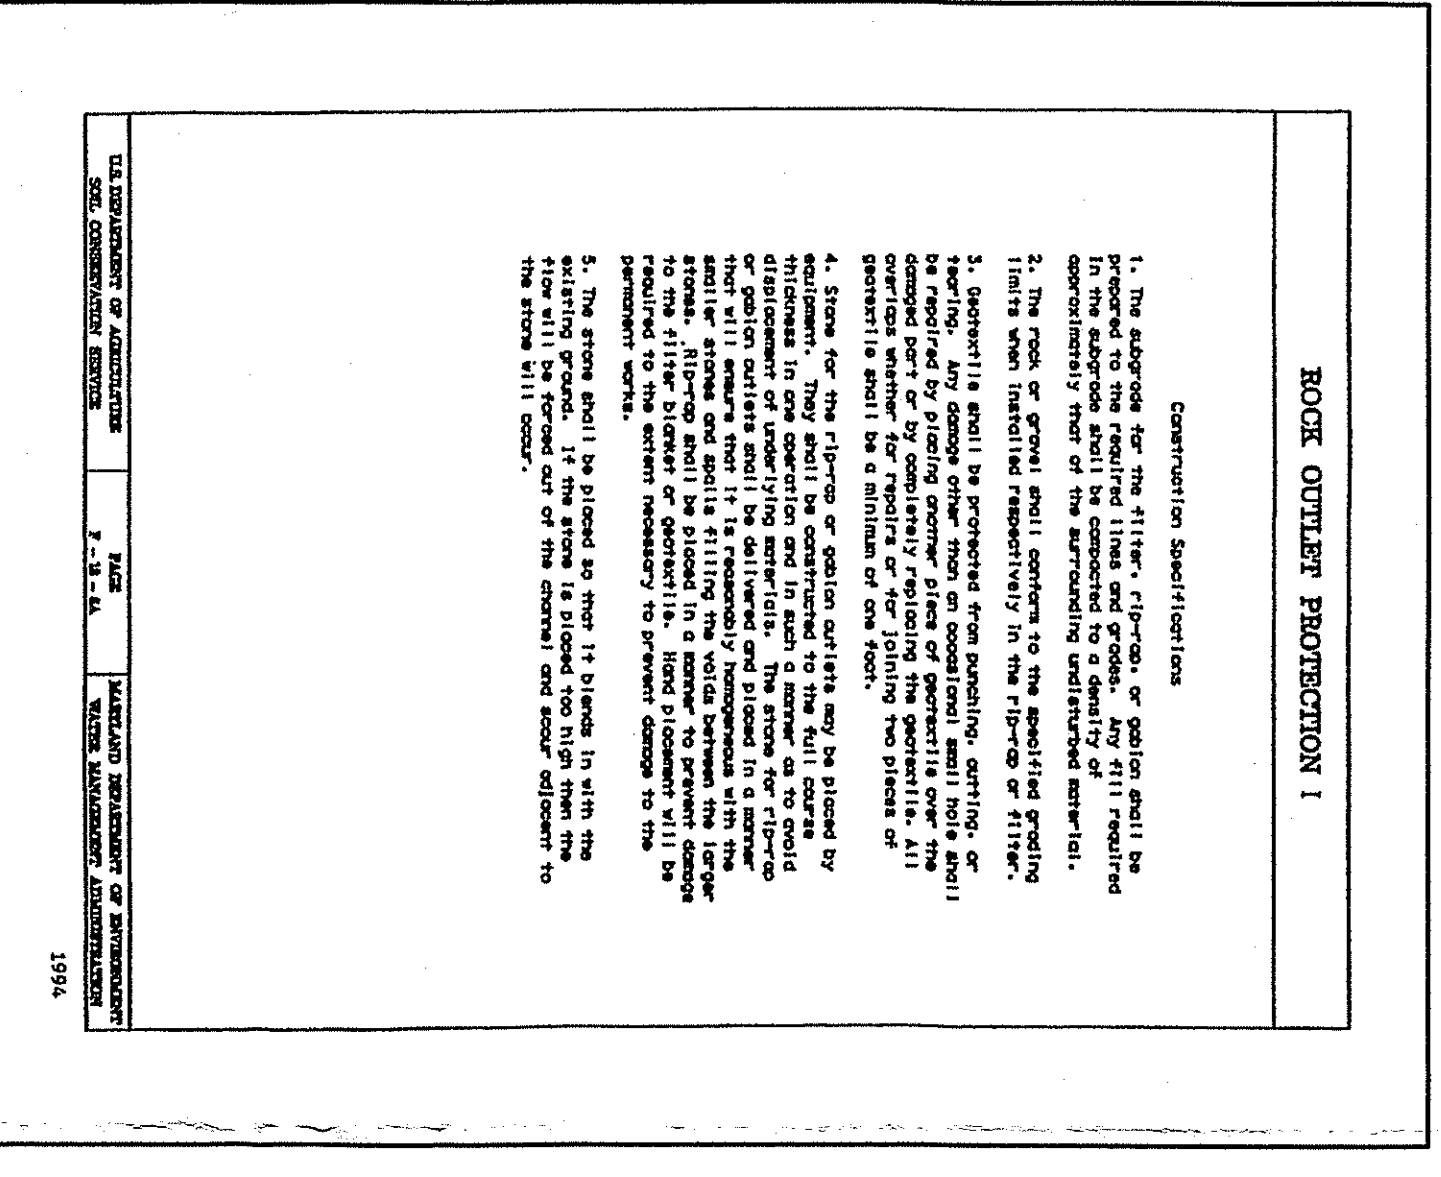 ROCK OUTLET PROTECTION I
Construction Specifications
1. The subgrade for the filter, rip-rap, or gabion shall be
prepared to the required lines and grades. Any fill required
in the subgrade shall be compacted to a density of
approximately that of the surrounding undisturbed material.
2. The rock or gravel shall conform to the specified grading
limits when installed respectively in the rip-rap or filter.
3. Geotextile shall be protected from punching, cutting, or
tearing. Any damage other than an occasional small hole shall
be repaired by placing another piece of geotextile over the
damaged part or by completely replacing the geotextile. All
overlaps whether for repairs or for joining two pieces of
geotextile shall be a minimum of one foot.
4. Stone for the rip-rap or gabion outlets may be placed by
equipment. They shall be constructed to the full course
thickness in one operation and in such a manner as to avoid
displacement of underlying materials. The stone for rip-rap
or gabion outlets shall be delivered and placed in a manner
that will ensure that it is reasonably homogeneous with the
smaller stones and spalls filling the voids between the larger
stones. Rip-rap shall be placed in a manner to prevent damage
to the filter blanket or geotextile. Hand placement will be
required to the extent necessary to prevent damage to the
permanent works.
5. The stone shall be placed so that it blends in with the
existing ground. If the stone is placed too high then the
flow will be forced out of the channel and scour adjacent to
the stone will occur.
U.S. DEPARTMENT OF AGRICULTURE
SOIL CONSERVATION SERVICE
PAGE
F - 18 - 8A
MARYLAND DEPARTMENT OF ENVIRONMENT
WATER MANAGEMENT ADMINISTRATION
1994